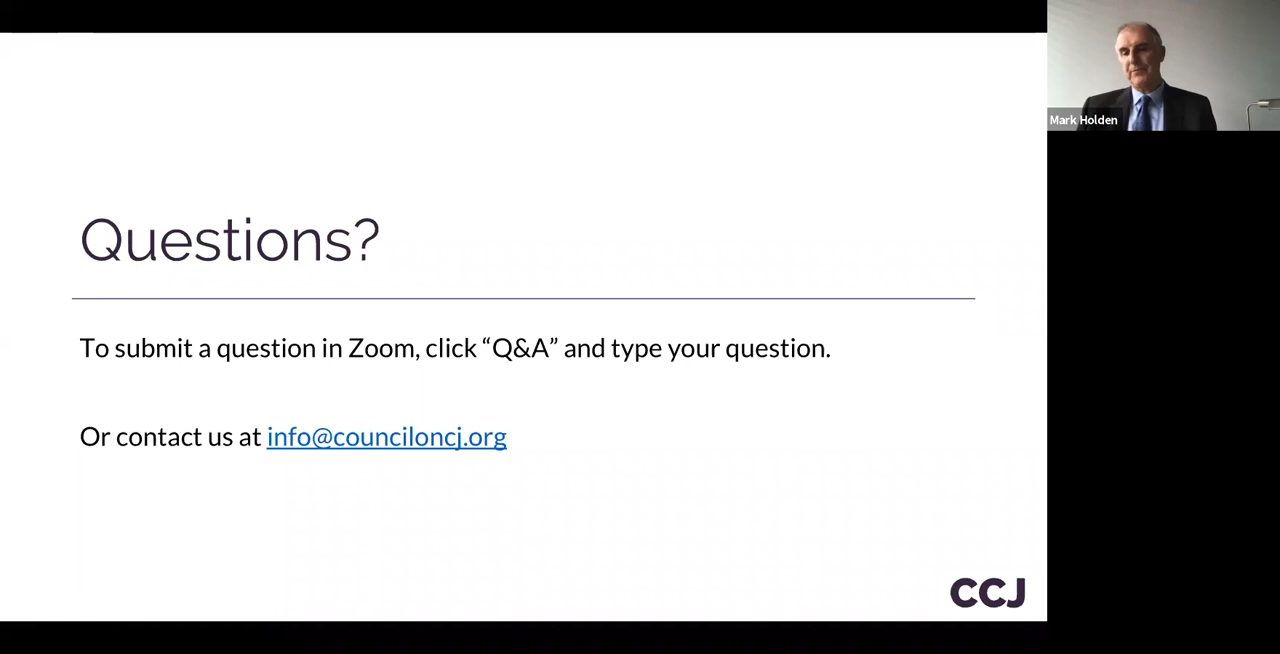 Mark Holden
Questions?
To submit a question in Zoom, click “Q&A” and type your question.
Or contact us at info@counciloncj.org
CCJ